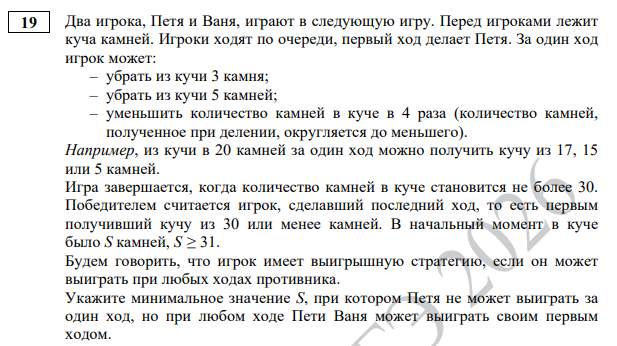 19
Два игрока, Петя и Ваня, играют в следующую игру. Перед игроками лежит
куча камней. Игроки ходят по очереди, первый ход делает Петя. За один ход
игрок может:
– убрать из кучи 3 камня;
– убрать из кучи 5 камней;
– уменьшить количество камней в куче в 4 раза (количество камней,
полученное при делении, округляется до меньшего).
Например, из кучи в 20 камней за один ход можно получить кучу из 17, 15
или 5 камней.
Игра завершается, когда количество камней в куче становится не более 30.
Победителем считается игрок, сделавший последний ход, то есть первым
получивший кучу из 30 или менее камней. В начальный момент в куче
было S камней, S ≥ 31.
Будем говорить, что игрок имеет выигрышную стратегию, если он может
выиграть при любых ходах противника.
Укажите минимальное значение S, при котором Петя не может выиграть за
один ход, но при любом ходе Пети Ваня может выиграть своим первым
ходом.
2026